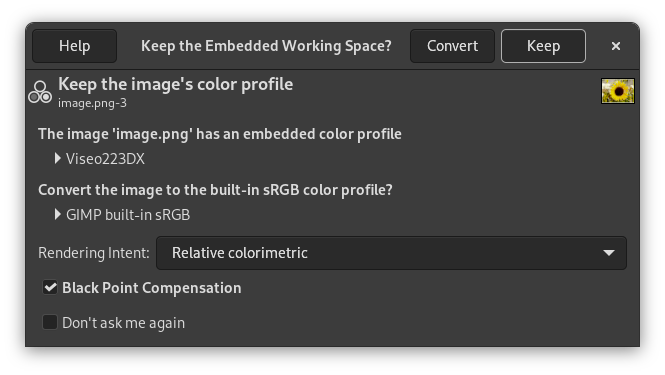 Help
Keep the Embedded Working Space?
Convert
Keep
Keep the image's color profile
image.png-3
The image 'image.png' has an embedded color profile
Viseo223DX
Convert the image to the built-in sRGB color profile?
GIMP built-in sRGB
Rendering Intent: Relative colorimetric
Black Point Compensation
Don't ask me again